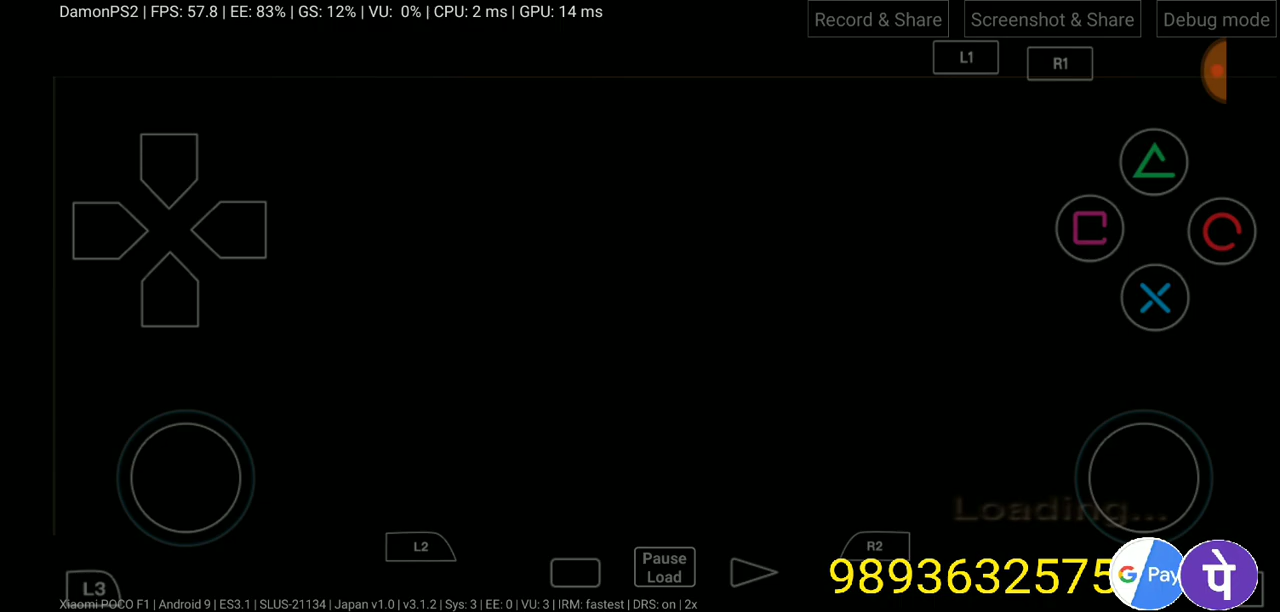 DamonPS2 | FPS: 57.8 | EE: 83% | GS: 12% | VU: 0% | CPU: 2 ms | GPU: 14 ms
Record & Share
Screenshot & Share
Debug mode
L1
R1
Loading...
L2
R2
Pause
Load
L3
9893632575
G Pay
पे
Xiaomi POCO F1 | Android 9 | ES3.1 | SLUS-21134 | Japan v1.0 | v3.1.2 | Sys: 3 | EE: 0 | VU: 3 | IRM: fastest | DRS: on | 2x